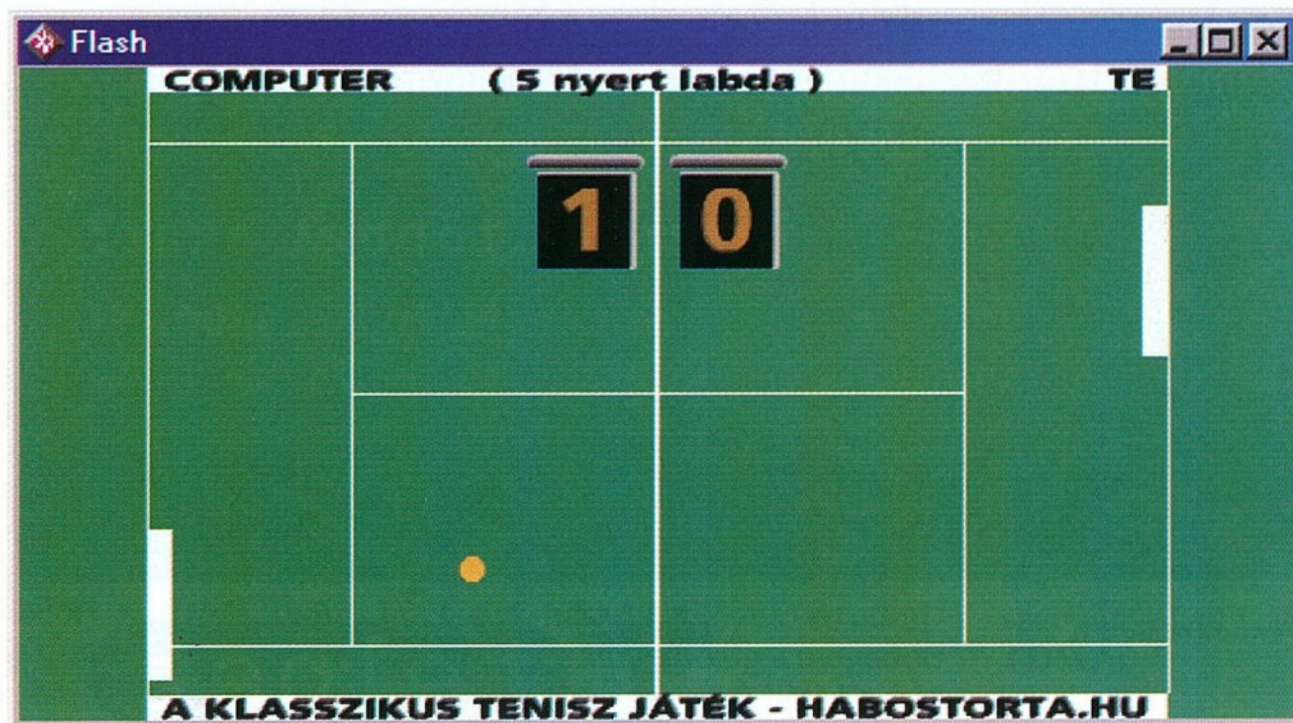 Flash
COMPUTER ( 5 nyert labda ) TE
1 0
A KLASSZIKUS TENISZ JÁTÉK - HABOSTORTA.HU